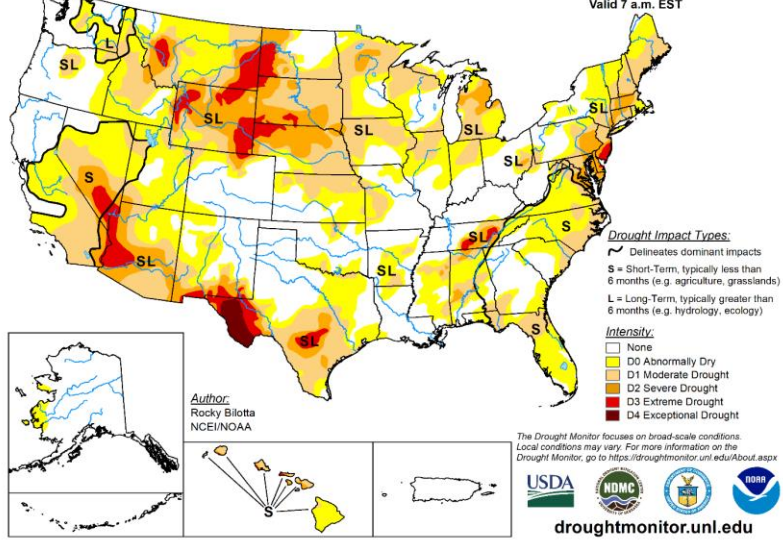 Valid 7 a.m. EST
L
SL
SL
SL
SL
SL
SL
S
S
SL
SL
SL
SL
S
S
Drought Impact Types:
Delineates dominant impacts
S = Short-Term, typically less than
6 months (e.g. agriculture, grasslands)
L = Long-Term, typically greater than
6 months (e.g. hydrology, ecology)
Intensity:
None
D0 Abnormally Dry
D1 Moderate Drought
D2 Severe Drought
D3 Extreme Drought
D4 Exceptional Drought
Author:
Rocky Bilotta
NCEI/NOAA
The Drought Monitor focuses on broad-scale conditions.
Local conditions may vary. For more information on the
Drought Monitor, go to https://droughtmonitor.unl.edu/About.aspx
USDA
NDMC
NOAA
droughtmonitor.unl.edu